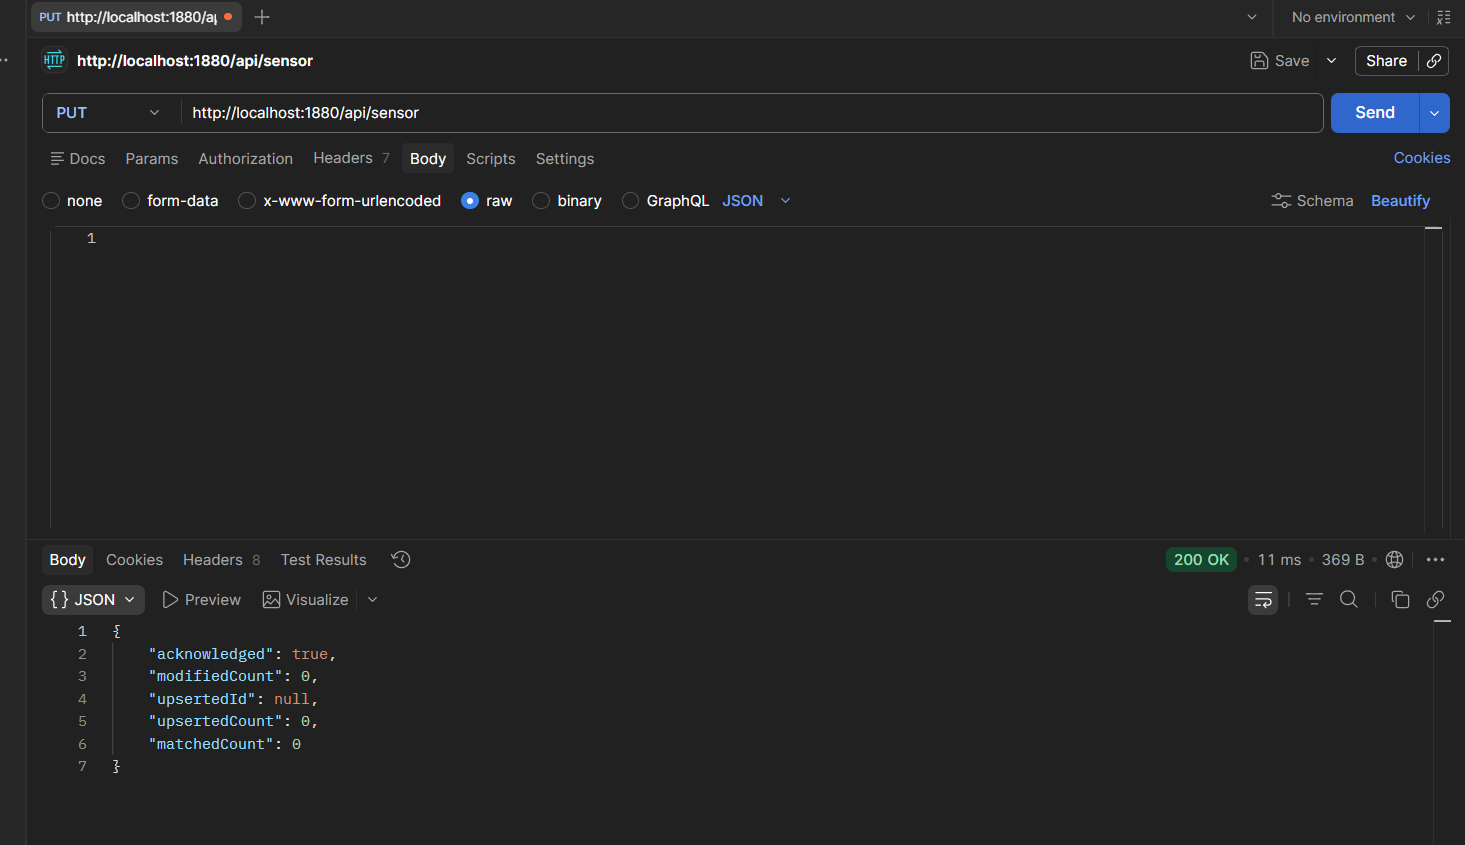 PUT http://localhost:1880/a
No environment
HTTP http://localhost:1880/api/sensor
Save
Share
PUT http://localhost:1880/api/sensor
Send
Docs Params Authorization Headers 7 Body Scripts Settings
Cookies
none form-data x-www-form-urlencoded raw binary GraphQL JSON
Schema Beautify
1
Body Cookies Headers 8 Test Results
200 OK • 11 ms • 369 B •
{} JSON Preview Visualize
1 {
2 "acknowledged": true,
3 "modifiedCount": 0,
4 "upsertedId": null,
5 "upsertedCount": 0,
6 "matchedCount": 0
7 }